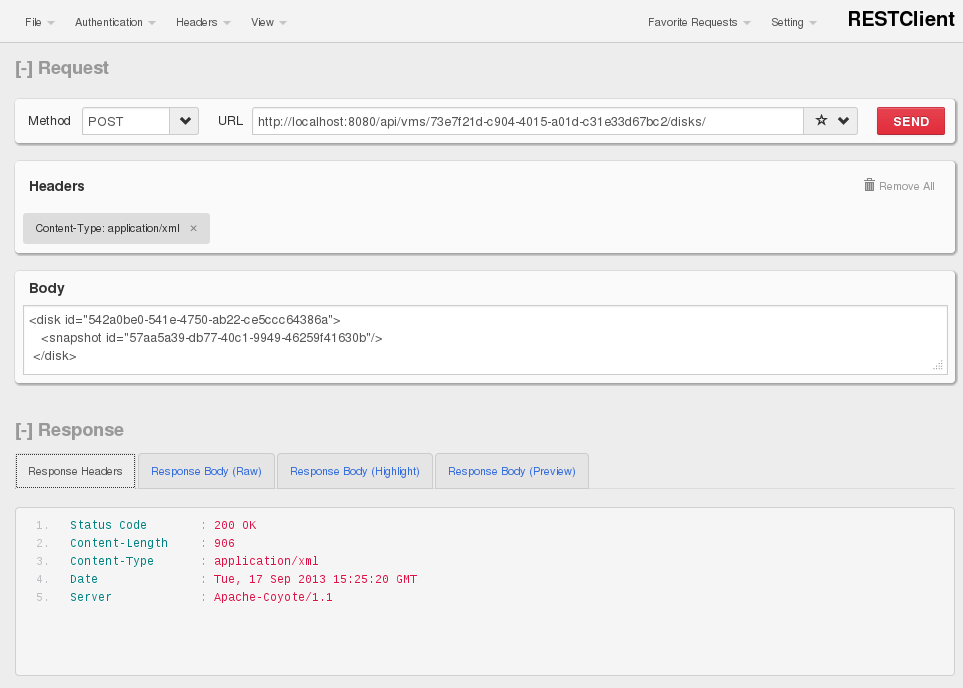 File Authentication Headers View Favorite Requests Setting RESTClient
[-] Request
Method POST URL http://localhost:8080/api/vms/73e7f21d-c904-4015-a01d-c31e33d67bc2/disks/ SEND
Headers Remove All
Content-Type: application/xml ×
Body
<disk id="542a0be0-541e-4750-ab22-ce5ccc64386a">
<snapshot id="57aa5a39-db77-40c1-9949-46259f41630b"/>
</disk>
[-] Response
Response Headers Response Body (Raw) Response Body (Highlight) Response Body (Preview)
1. Status Code : 200 OK
2. Content-Length : 906
3. Content-Type : application/xml
4. Date : Tue, 17 Sep 2013 15:25:20 GMT
5. Server : Apache-Coyote/1.1